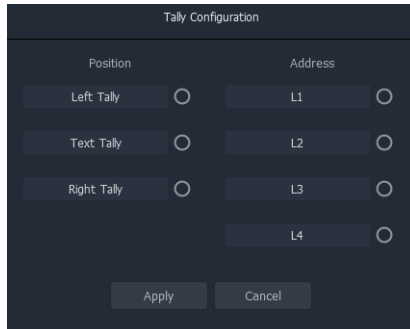 Tally Configuration
Position Address
Left Tally L1
Text Tally L2
Right Tally L3
L4
Apply Cancel